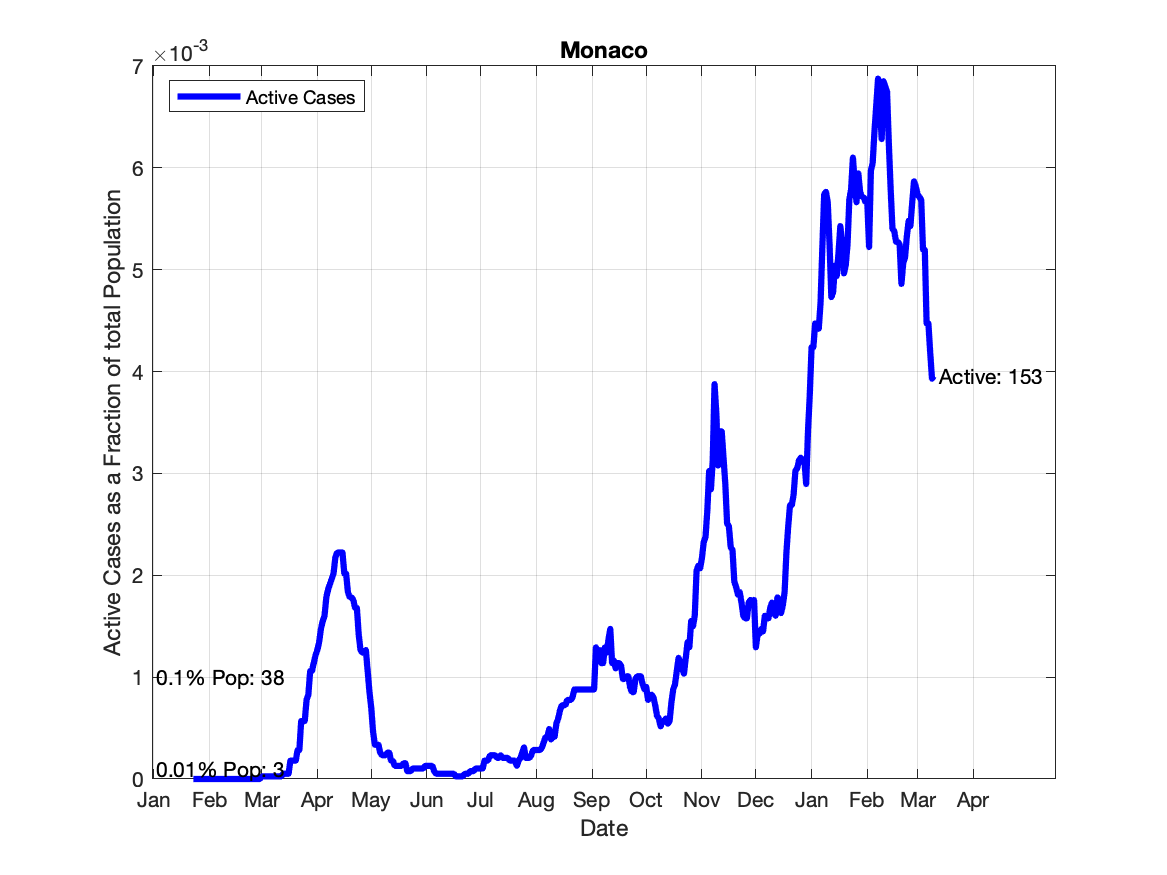 Monaco
×10-3
Active Cases
7
6
5
4
3
2
1
0
Active Cases as a Fraction of total Population
Active: 153
0.1% Pop: 38
0.01% Pop: 3
Jan Feb Mar Apr May Jun Jul Aug Sep Oct Nov Dec Jan Feb Mar Apr
Date